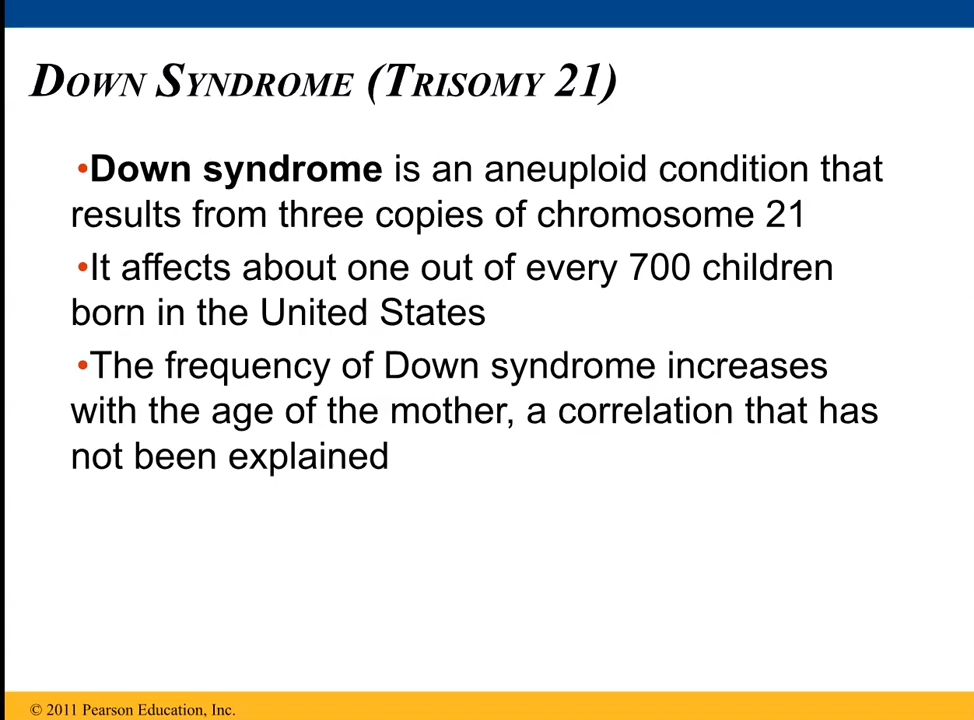 DOWN SYNDROME (TRISOMY 21)
•Down syndrome is an aneuploid condition that
results from three copies of chromosome 21
•It affects about one out of every 700 children
born in the United States
•The frequency of Down syndrome increases
with the age of the mother, a correlation that has
not been explained
© 2011 Pearson Education, Inc.